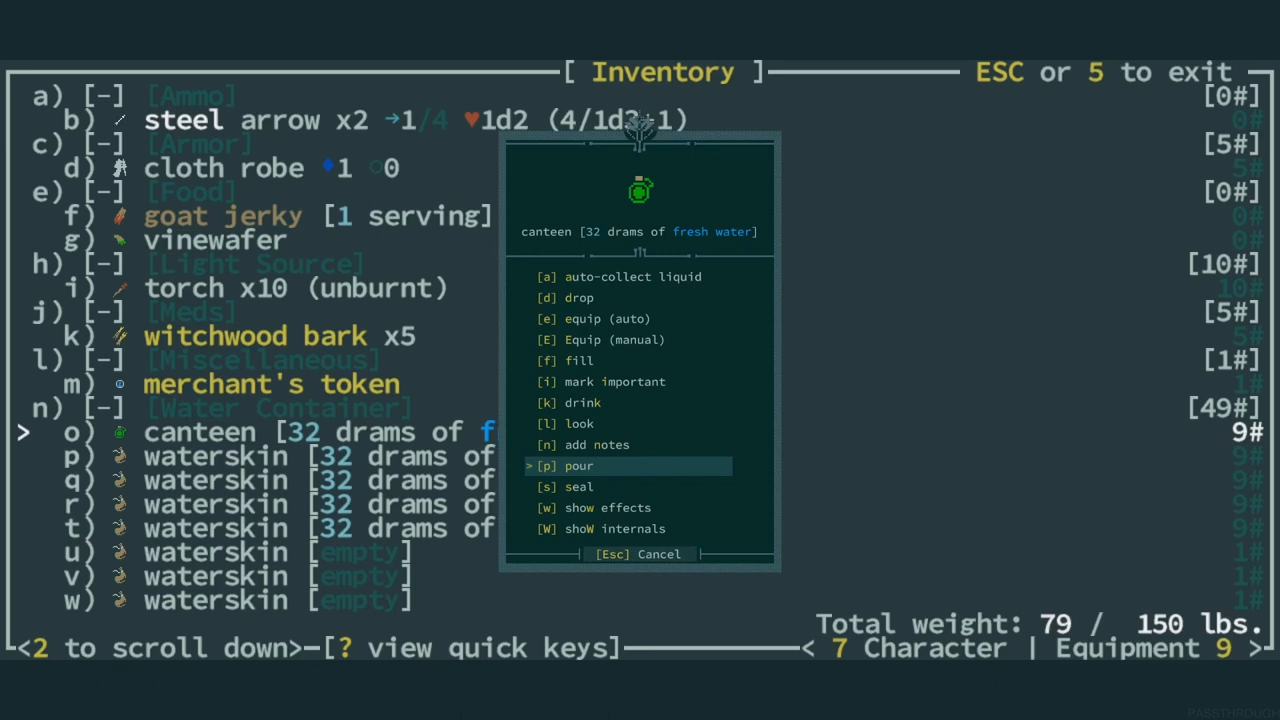 [ Inventory ] ESC or 5 to exit
a) [-] [Ammo] [0#]
b) steel arrow x2 →1/4 ♥1d2 (4/1d2+1) 0#
c) [-] [Armor] [5#]
d) cloth robe ♦1 ○0 5#
e) [-] [Food] [0#]
f) goat jerky [1 serving] 0#
g) vinewafer 0#
h) [-] [Light Source] [10#]
i) torch x10 (unburnt) 10#
j) [-] [Meds] [5#]
k) witchwood bark x5 5#
l) [-] [Miscellaneous] [1#]
m) merchant's token 1#
n) [-] [Water Container] [49#]
> o) canteen [32 drams of f 9#
p) waterskin [32 drams of 9#
q) waterskin [32 drams of 9#
r) waterskin [32 drams of 9#
t) waterskin [32 drams of 9#
u) waterskin [empty] 1#
v) waterskin [empty] 1#
w) waterskin [empty] 1#
Total weight: 79 / 150 lbs.
<2 to scroll down> [? view quick keys] < 7 Character | Equipment 9 >
canteen [32 drams of fresh water]
[a] auto-collect liquid
[d] drop
[e] equip (auto)
[E] Equip (manual)
[f] fill
[i] mark important
[k] drink
[l] look
[n] add notes
> [p] pour
[s] seal
[w] show effects
[W] shoW internals
[Esc] Cancel